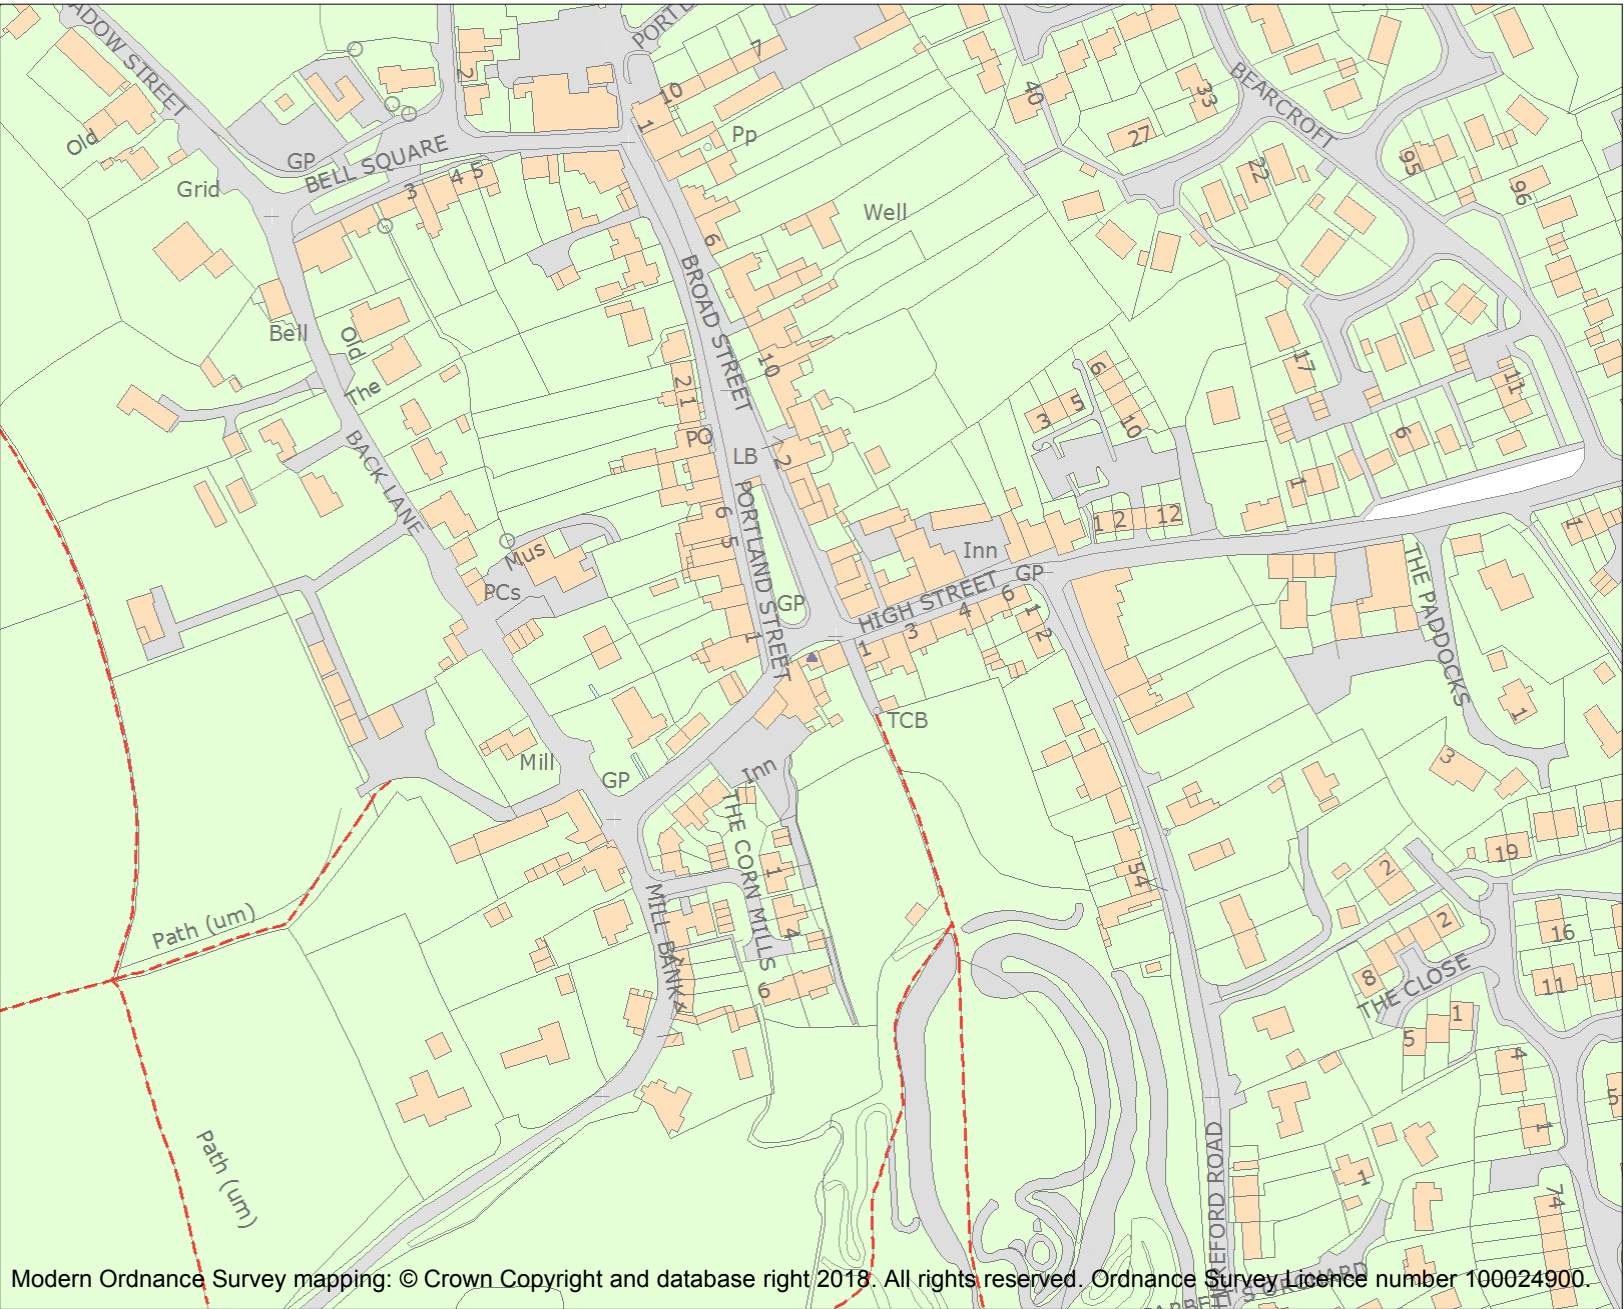 ADOW STREET
PORTL
2
7
10
1
Pp
40
33
BEARCROFT
27
Old
GP
BELL SQUARE
Grid
3
4
5
22
95
96
Well
6
BROAD STREET
Bell
Old
The
10
17
11
21
6
5
3
10
6
PO
LB
2
BACK LANE
PORTLAND STREET
6
5
1
2
12
1
1
Mus
PCs
Inn
GP
GP
HIGH STREET
6
4
3
1
1
2
1
THE PADDOCKS
TCB
1
Mill
GP
Inn
3
THE CORN MILLS
1
54
19
2
2
MILL BANK
4
4
6
Path (um)
16
8
THE CLOSE
11
1
5
4
5
1
Path (um)
1
74
HEREFORD ROAD
S ORCHARD
Modern Ordnance Survey mapping: © Crown Copyright and database right 2018. All rights reserved. Ordnance Survey Licence number 100024900.